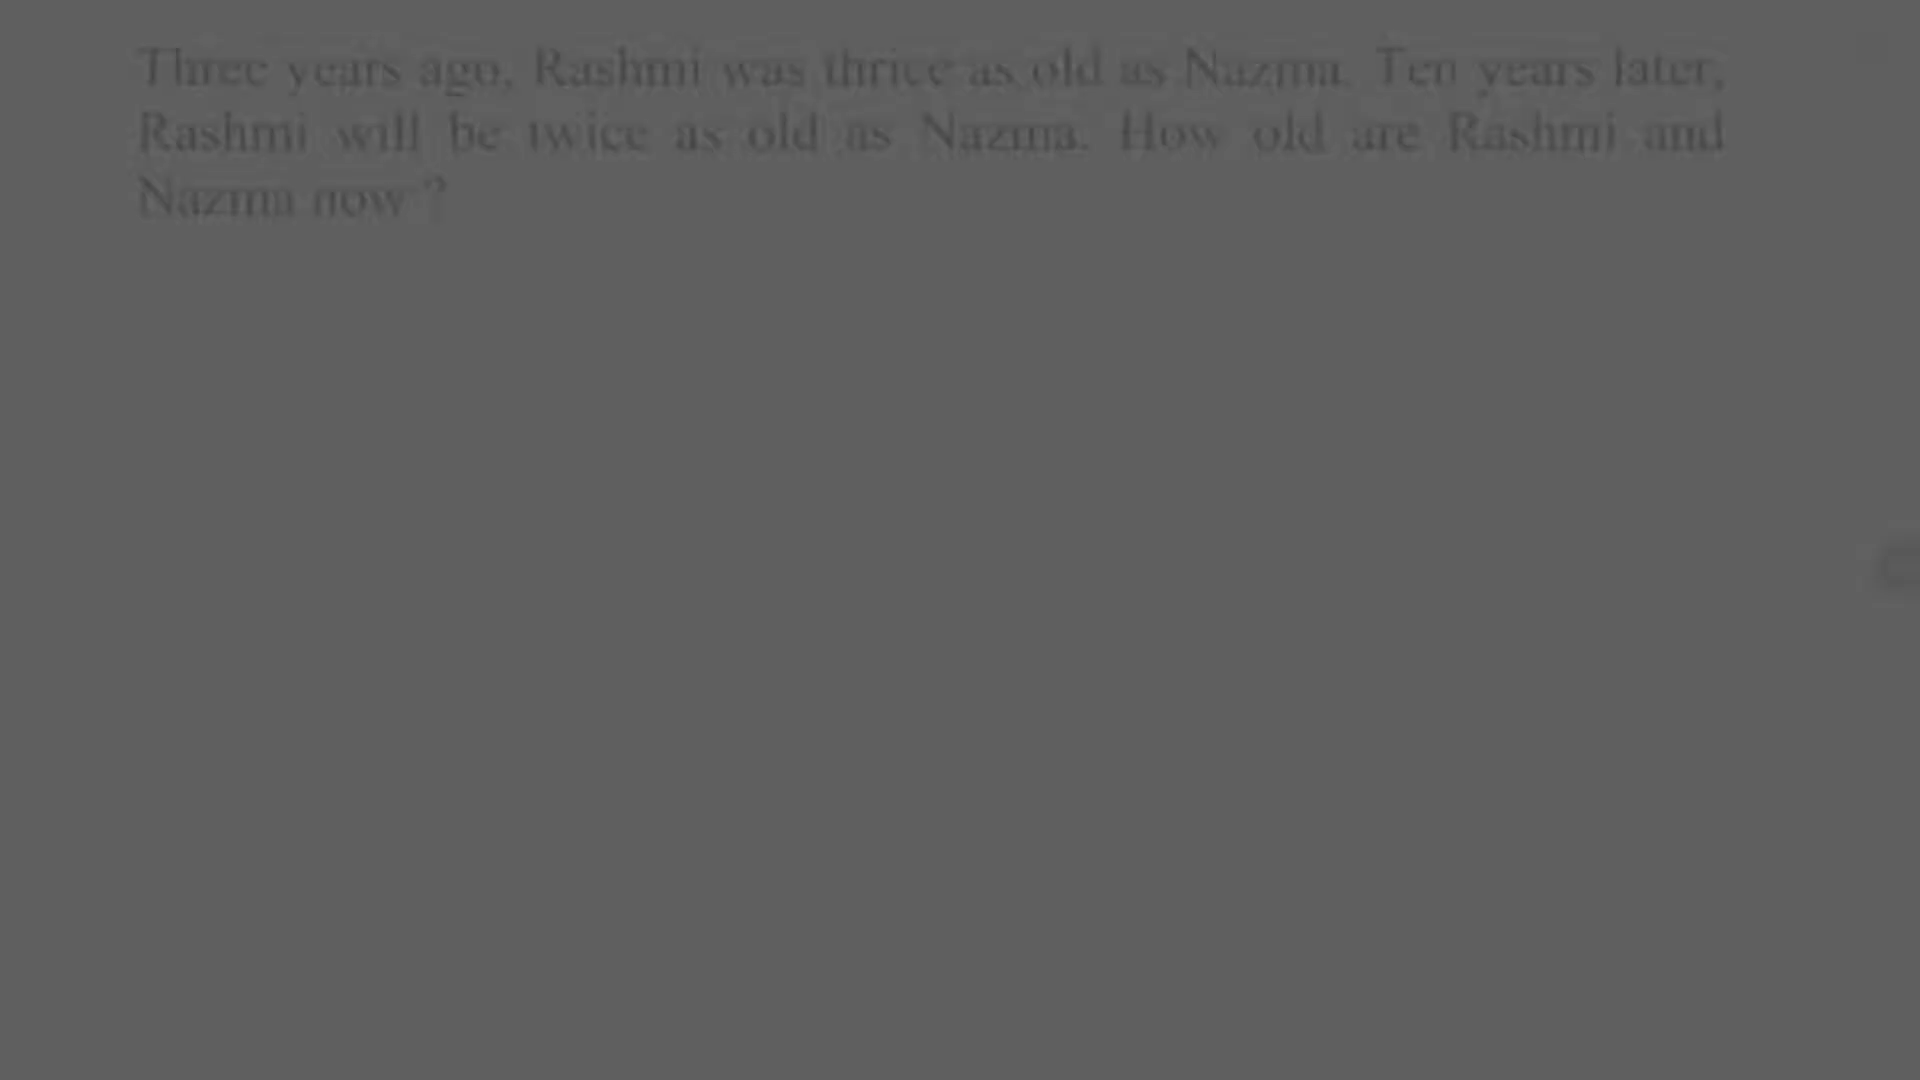 Three years ago, Rashmi was thrice as old as Nazma. Ten years later,
Rashmi will be twice as old as Nazma. How old are Rashmi and
Nazma now ?